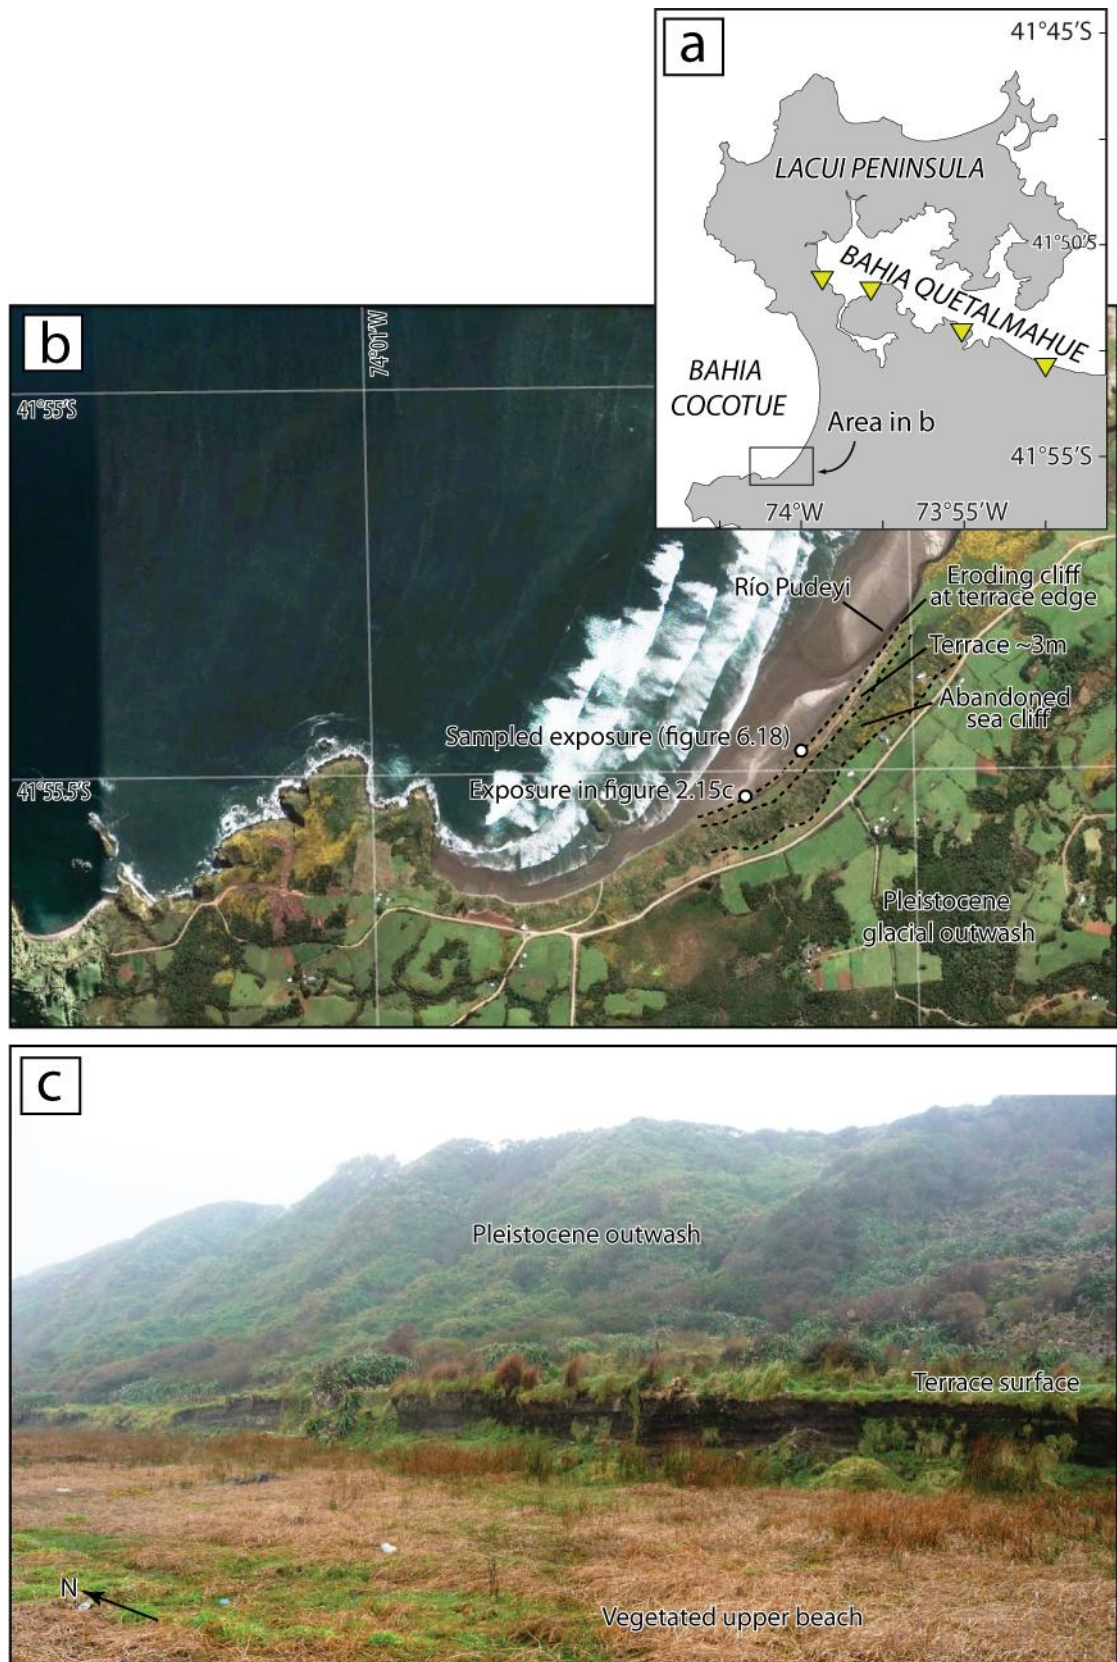 a
41°45'S
LACUI PENINSULA
41°50'S
BAHIA QUETALMAHUE
BAHIA
COCOTUE
Area in b
41°55'S
74°W
73°55'W
b
74°01'W
41°55'S
Río Pudeyi
Eroding cliff
at terrace edge
Terrace ~3m
Abandoned
sea cliff
Sampled exposure (figure 6.18)
41°55.5'S
Exposure in figure 2.15c
Pleistocene
glacial outwash
c
Pleistocene outwash
Terrace surface
N
Vegetated upper beach